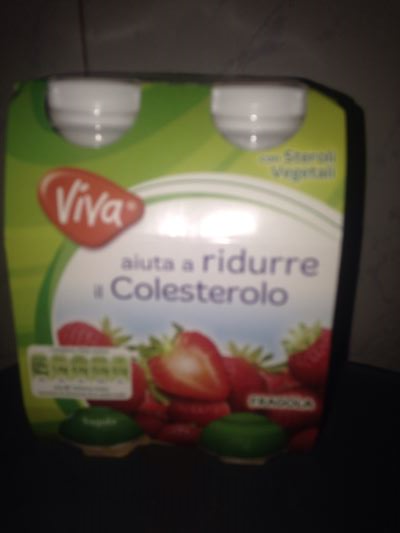 con Steroli
Vegetali
Viva
aiuta a ridurre
il Colesterolo
FRAGOLA